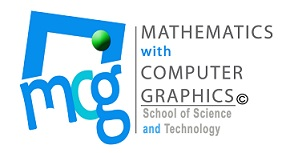 mcg
MATHEMATICS
with
COMPUTER
GRAPHICS©
School of Science
and Technology